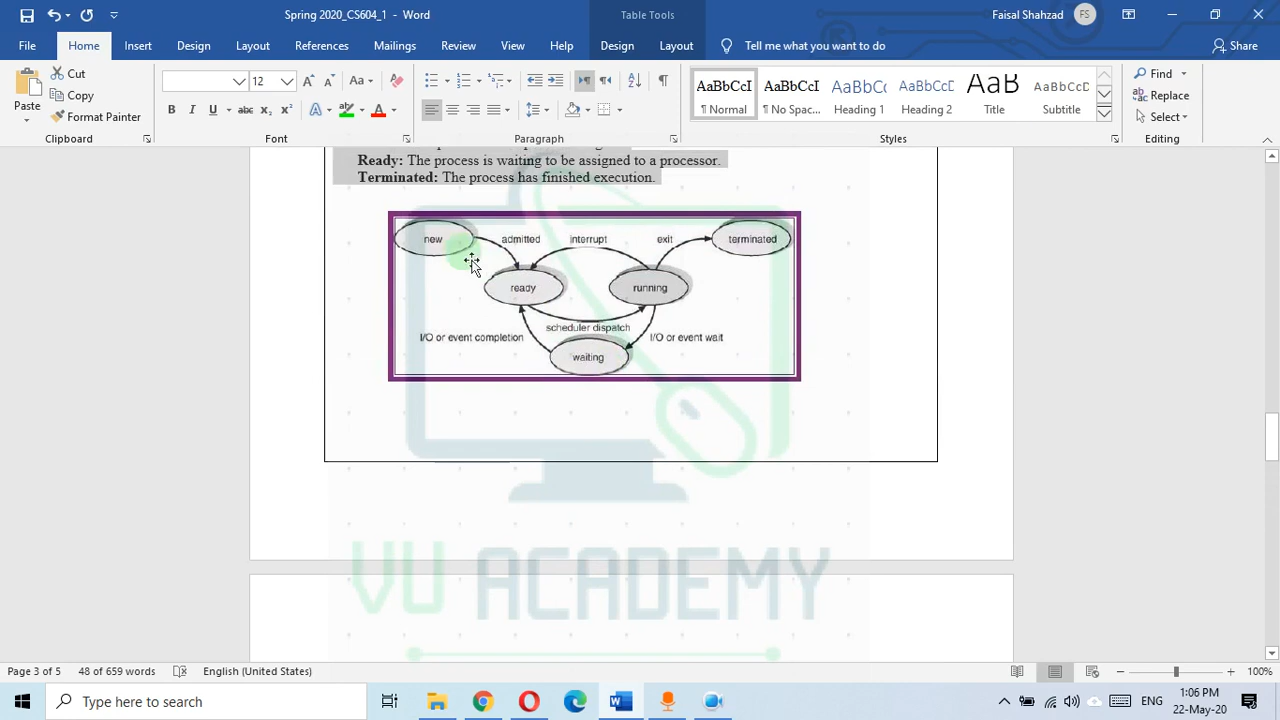 Spring 2020_CS604_1 - Word
Table Tools
Faisal Shahzad
FS
File
Home
Insert
Design
Layout
References
Mailings
Review
View
Help
Design
Layout
Tell me what you want to do
Share
Paste
Cut
Copy
Format Painter
Clipboard
12
Font
Paragraph
AaBbCcI
¶ Normal
AaBbCcI
¶ No Spac...
AaBbCcI
Heading 1
AaBbCcI
Heading 2
AaB
Title
AaBbCcD
Subtitle
Styles
Find
Replace
Select
Editing
Ready: The process is waiting to be assigned to a processor.
Terminated: The process has finished execution.
new
admitted
interrupt
exit
terminated
ready
running
scheduler dispatch
I/O or event completion
I/O or event wait
waiting
VU ACADEMY
Page 3 of 5
48 of 659 words
English (United States)
100%
Type here to search
ENG
1:06 PM
22-May-20